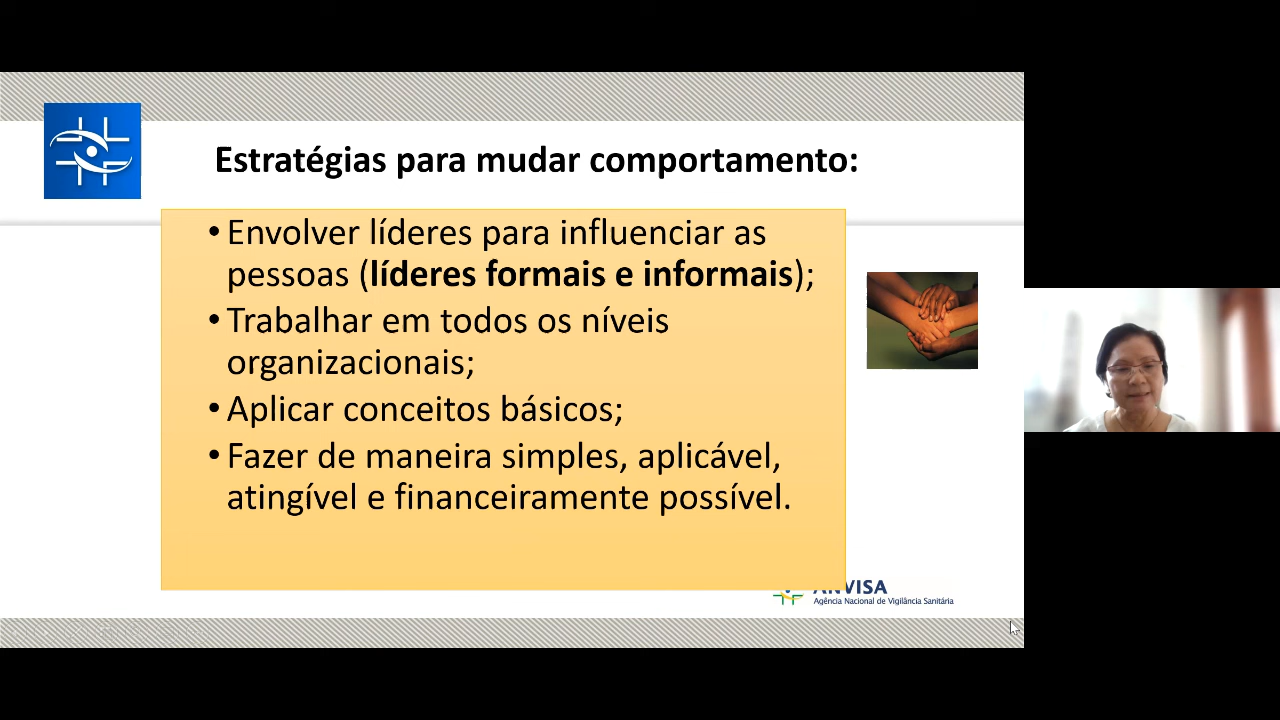 Estratégias para mudar comportamento:
• Envolver líderes para influenciar as
pessoas (líderes formais e informais);
• Trabalhar em todos os níveis
organizacionais;
• Aplicar conceitos básicos;
• Fazer de maneira simples, aplicável,
atingível e financeiramente possível.
ANVISA
Agência Nacional de Vigilância Sanitária